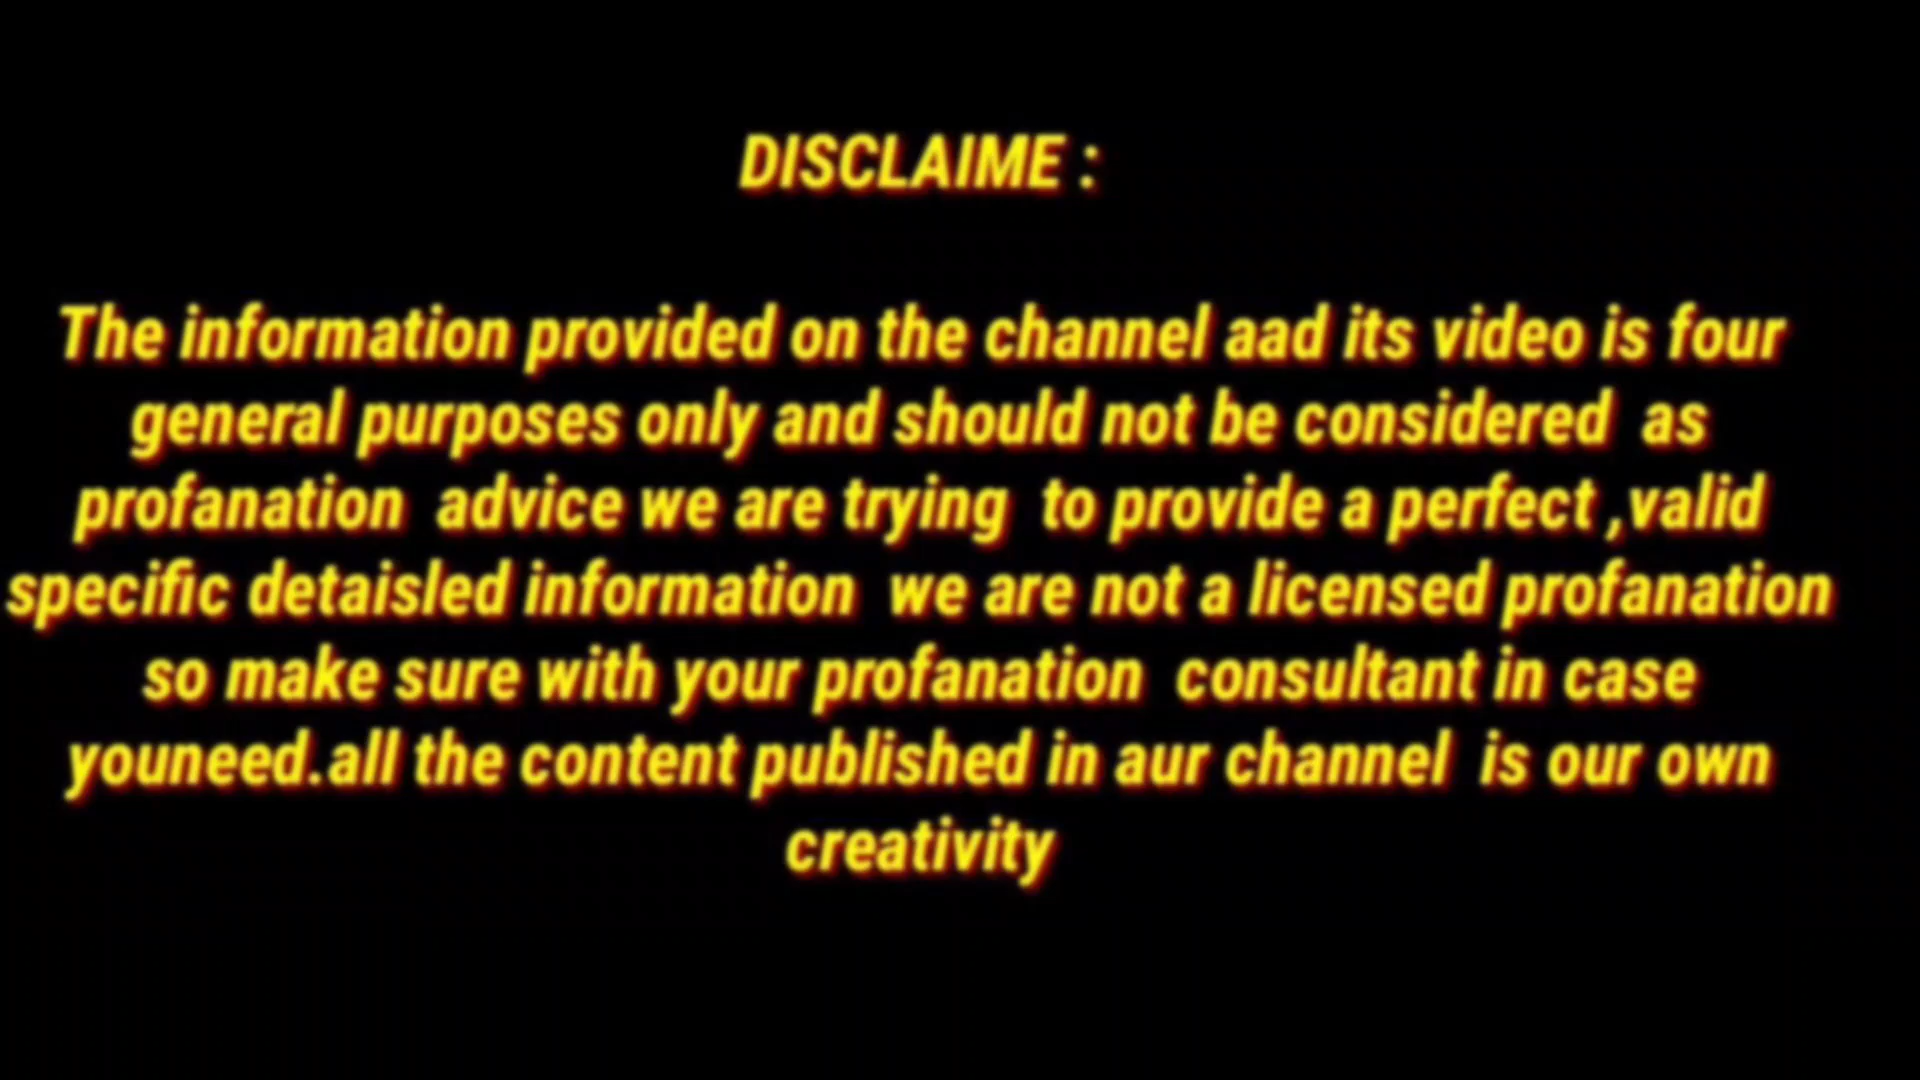 DISCLAIME :
The information provided on the channel aad its video is four
general purposes only and should not be considered as
profanation advice we are trying to provide a perfect ,valid
specific detaisled information we are not a licensed profanation
so make sure with your profanation consultant in case
youneed.all the content published in aur channel is our own
creativity